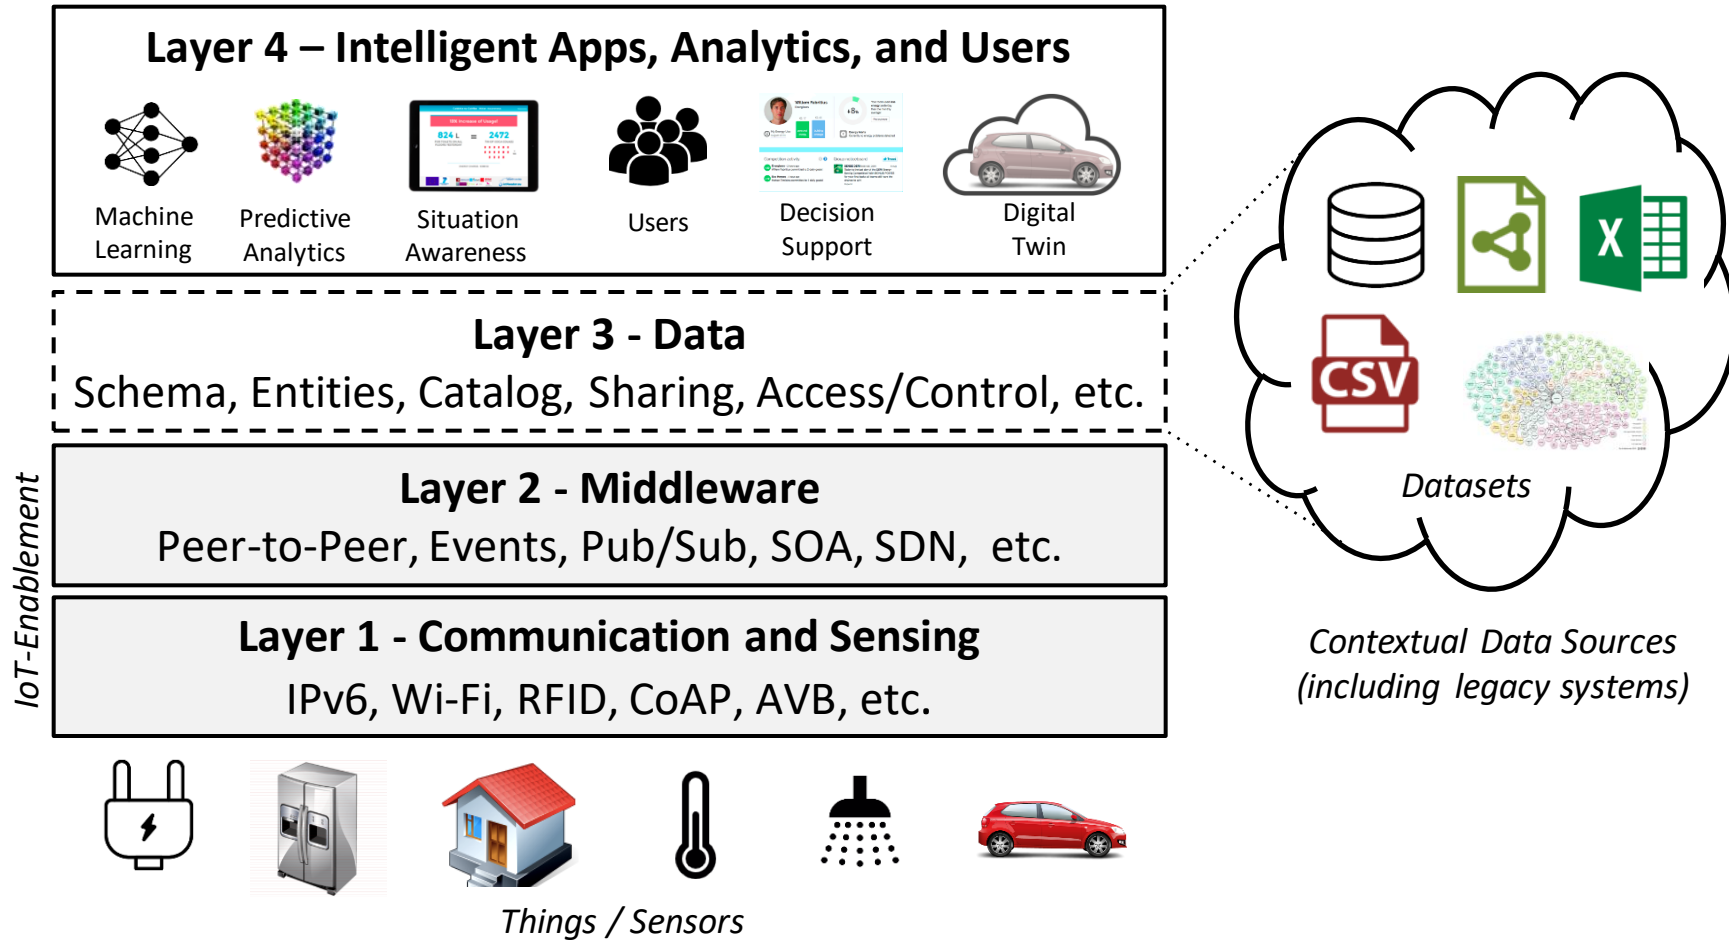 Layer 4 – Intelligent Apps, Analytics, and Users
824 L
=
2472
Machine
Learning
Predictive
Analytics
Situation
Awareness
Users
Decision
Support
Digital
Twin
Layer 3 - Data
Schema, Entities, Catalog, Sharing, Access/Control, etc.
Layer 2 - Middleware
Peer-to-Peer, Events, Pub/Sub, SOA, SDN, etc.
Layer 1 - Communication and Sensing
IPv6, Wi-Fi, RFID, CoAP, AVB, etc.
IoT-Enablement
Things / Sensors
X
CSV
Datasets
Contextual Data Sources
(including legacy systems)